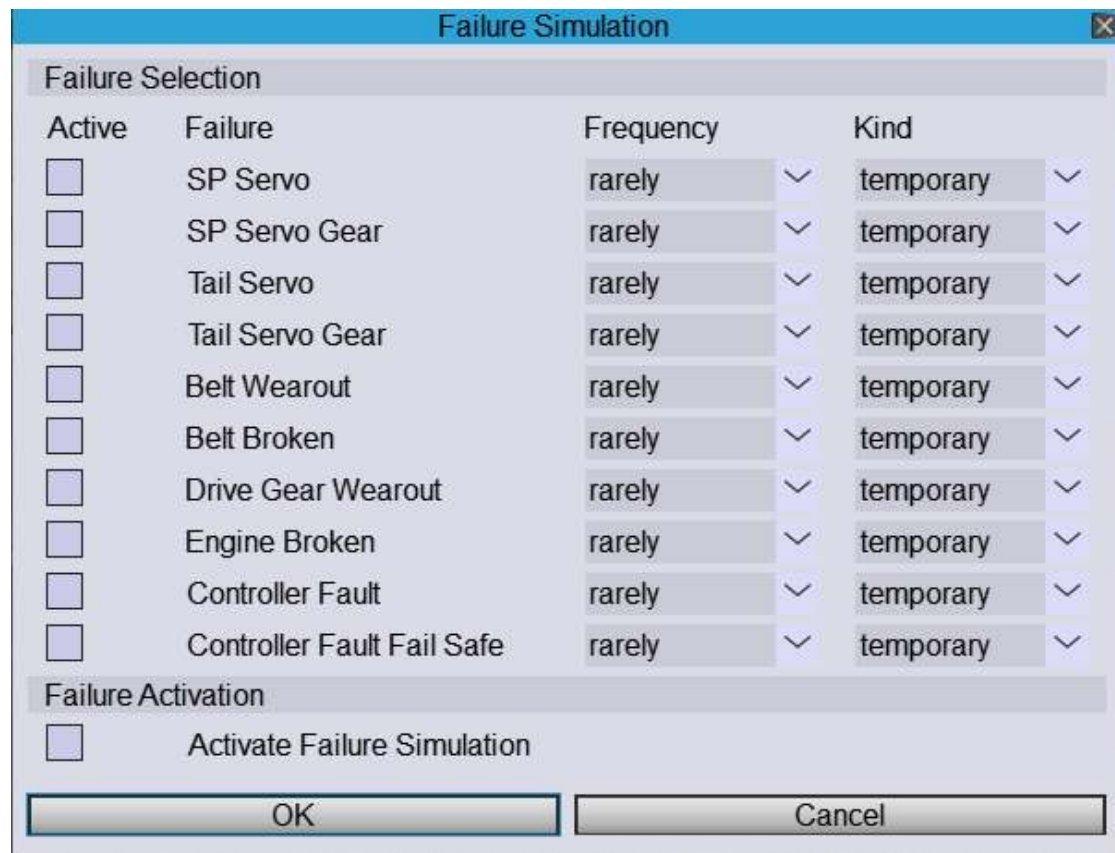 Failure Simulation
Failure Selection
Active Failure Frequency Kind
SP Servo rarely temporary
SP Servo Gear rarely temporary
Tail Servo rarely temporary
Tail Servo Gear rarely temporary
Belt Wearout rarely temporary
Belt Broken rarely temporary
Drive Gear Wearout rarely temporary
Engine Broken rarely temporary
Controller Fault rarely temporary
Controller Fault Fail Safe rarely temporary
Failure Activation
Activate Failure Simulation
OK Cancel